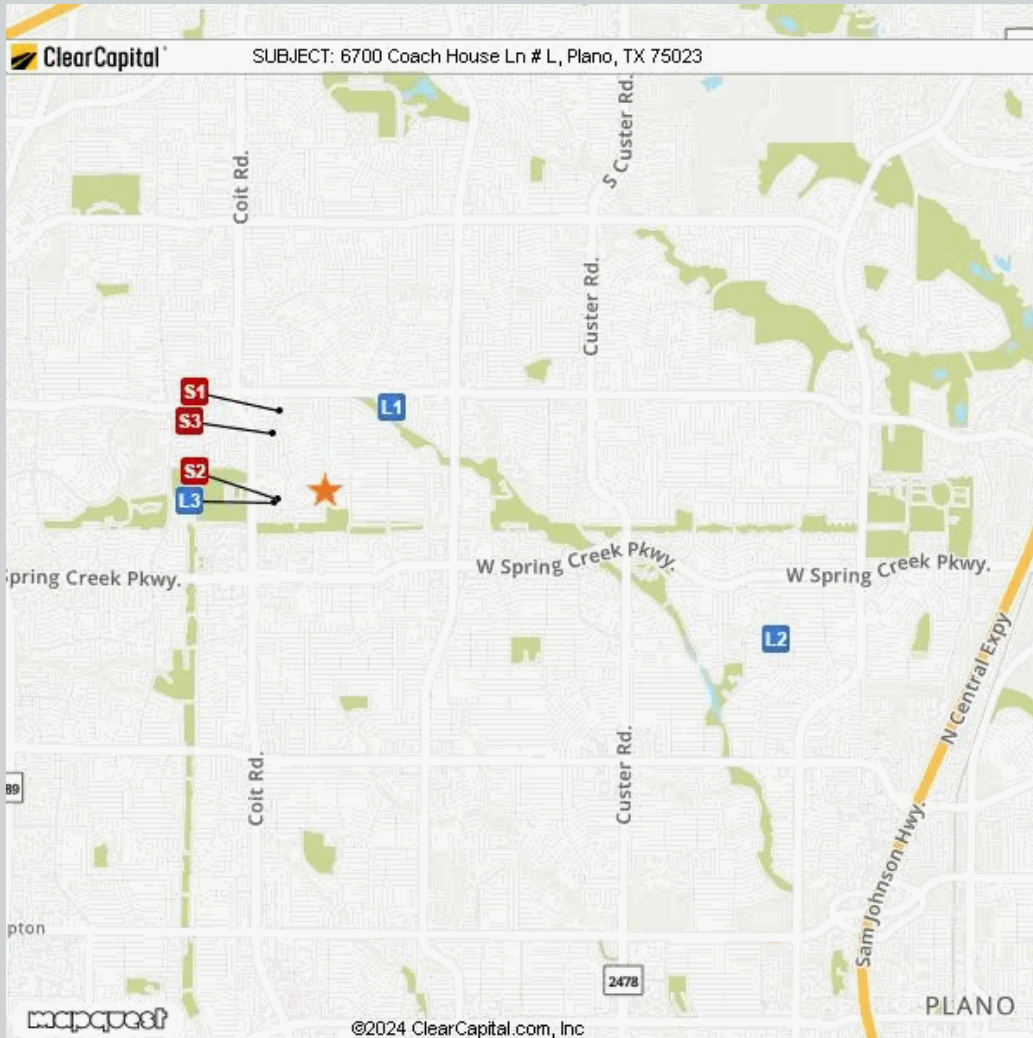 ClearCapital
SUBJECT: 6700 Coach House Ln # L, Plano, TX 75023
Coit Rd.
S Custer Rd.
Custer Rd.
S1
L1
S3
S2
L3
W Spring Creek Pkwy.
Spring Creek Pkwy.
W Spring Creek Pkwy.
L2
N Central Expy
Coit Rd.
Custer Rd.
89
Sam Johnson Hwy.
pton
2478
PLANO
mapquest
©2024 ClearCapital.com, Inc